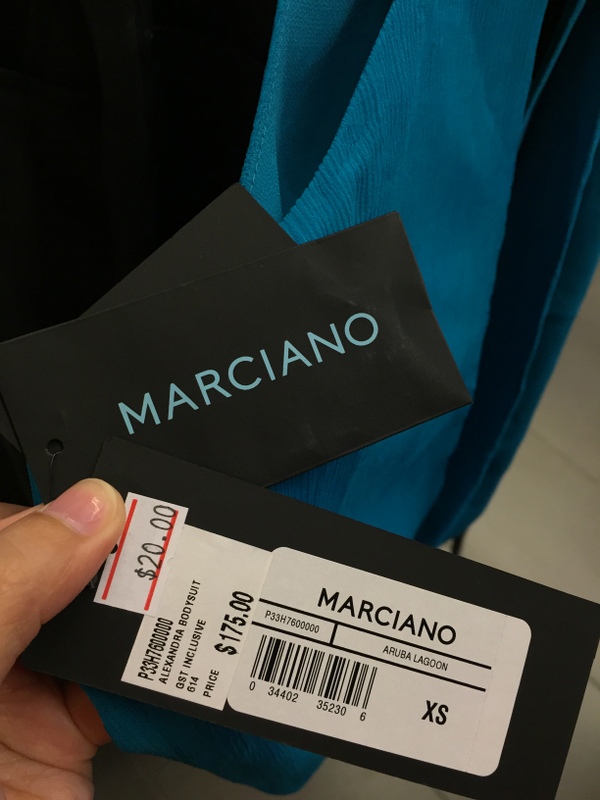 MARCIANO
$20.00
P33H7600000
ALEXANDRA BODYSUIT
GST INCLUSIVE
614
PRICE $175.00
MARCIANO
P33H7600000
ARUBA LAGOON
0 34402 35230 6
XS